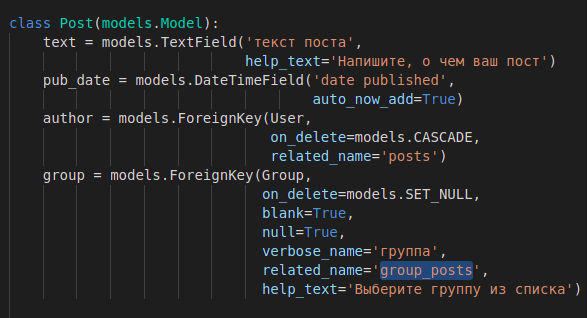 class Post(models.Model):
    text = models.TextField('текст поста',
                            help_text='Напишите, о чем ваш пост')
    pub_date = models.DateTimeField('date published',
                                    auto_now_add=True)
    author = models.ForeignKey(User,
                               on_delete=models.CASCADE,
                               related_name='posts')
    group = models.ForeignKey(Group,
                              on_delete=models.SET_NULL,
                              blank=True,
                              null=True,
                              verbose_name='группа',
                              related_name='group_posts',
                              help_text='Выберите группу из списка')